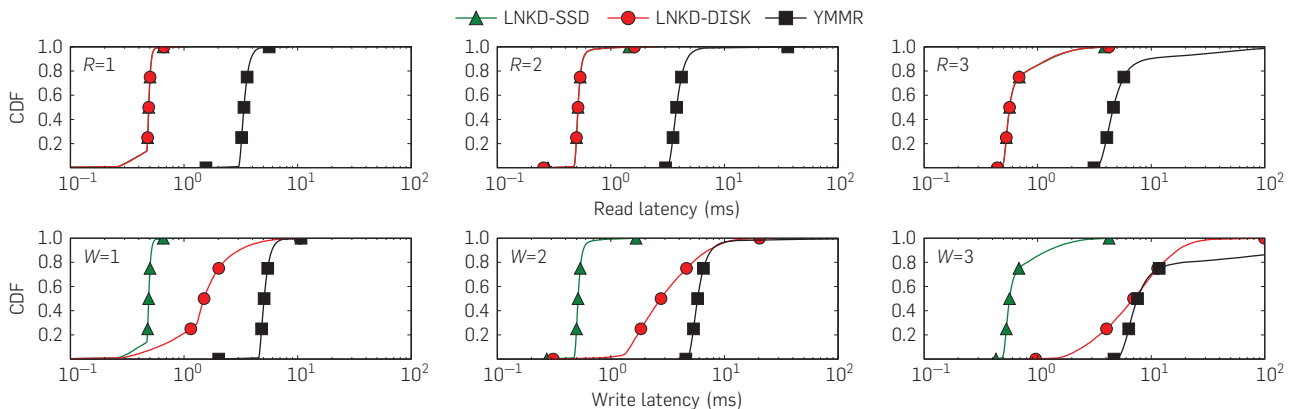 LNKD-SSD LNKD-DISK YMMR
R=1 R=2 R=3
CDF
1.0 1.0 1.0
0.8 0.8 0.8
0.6 0.6 0.6
0.4 0.4 0.4
0.2 0.2 0.2
10⁻¹ 10⁰ 10¹ 10² 10⁻¹ 10⁰ 10¹ 10² 10⁻¹ 10⁰ 10¹ 10²
Read latency (ms)
W=1 W=2 W=3
CDF
1.0 1.0 1.0
0.8 0.8 0.8
0.6 0.6 0.6
0.4 0.4 0.4
0.2 0.2 0.2
10⁻¹ 10⁰ 10¹ 10² 10⁻¹ 10⁰ 10¹ 10² 10⁻¹ 10⁰ 10¹ 10²
Write latency (ms)